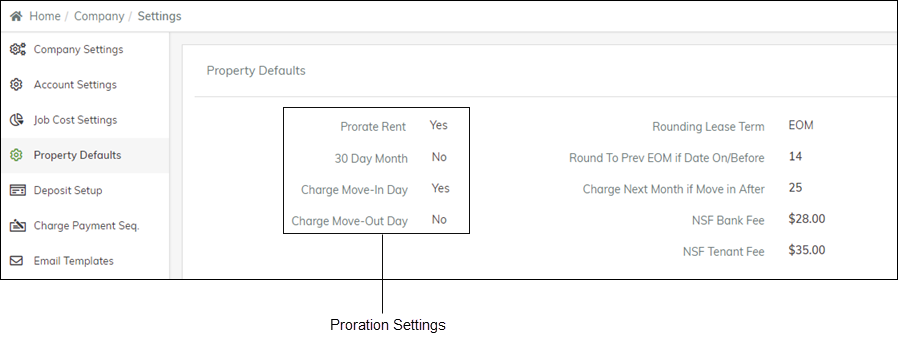 Home / Company / Settings
Company Settings
Account Settings
Job Cost Settings
Property Defaults
Deposit Setup
Charge Payment Seq.
Email Templates
Property Defaults
Prorate Rent Yes
30 Day Month No
Charge Move-In Day Yes
Charge Move-Out Day No
Rounding Lease Term EOM
Round To Prev EOM if Date On/Before 14
Charge Next Month if Move in After 25
NSF Bank Fee $28.00
NSF Tenant Fee $35.00
Proration Settings